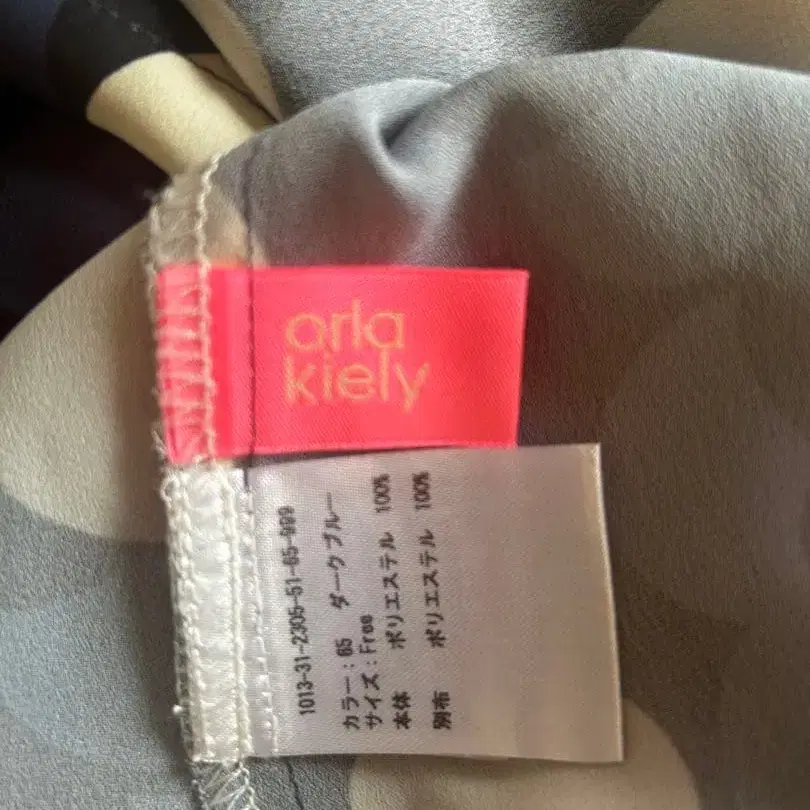 orla
kiely
1013-31-2305-51-65-999
カラー：65 ダークブルー
サイズ：Free
本体 ポリエステル 100%
別布 ポリエステル 100%